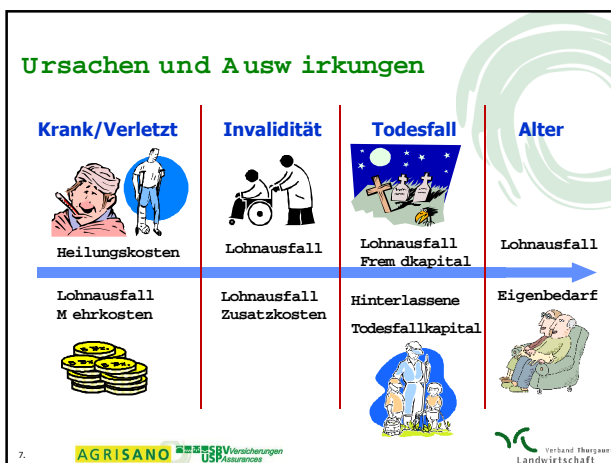 Ursachen und Auswirkungen
Krank/Verletzt
Heilungskosten
Lohnausfall
Mehrkosten
Invalidität
Lohnausfall
Lohnausfall
Zusatzkosten
Todesfall
Lohnausfall
Fremdkapital
Hinterlassene
Todesfallkapital
Alter
Lohnausfall
Eigenbedarf
7.
AGRISANO
SBV Versicherungen
USP Assurances
Verband Thurgauer
Landwirtschaft